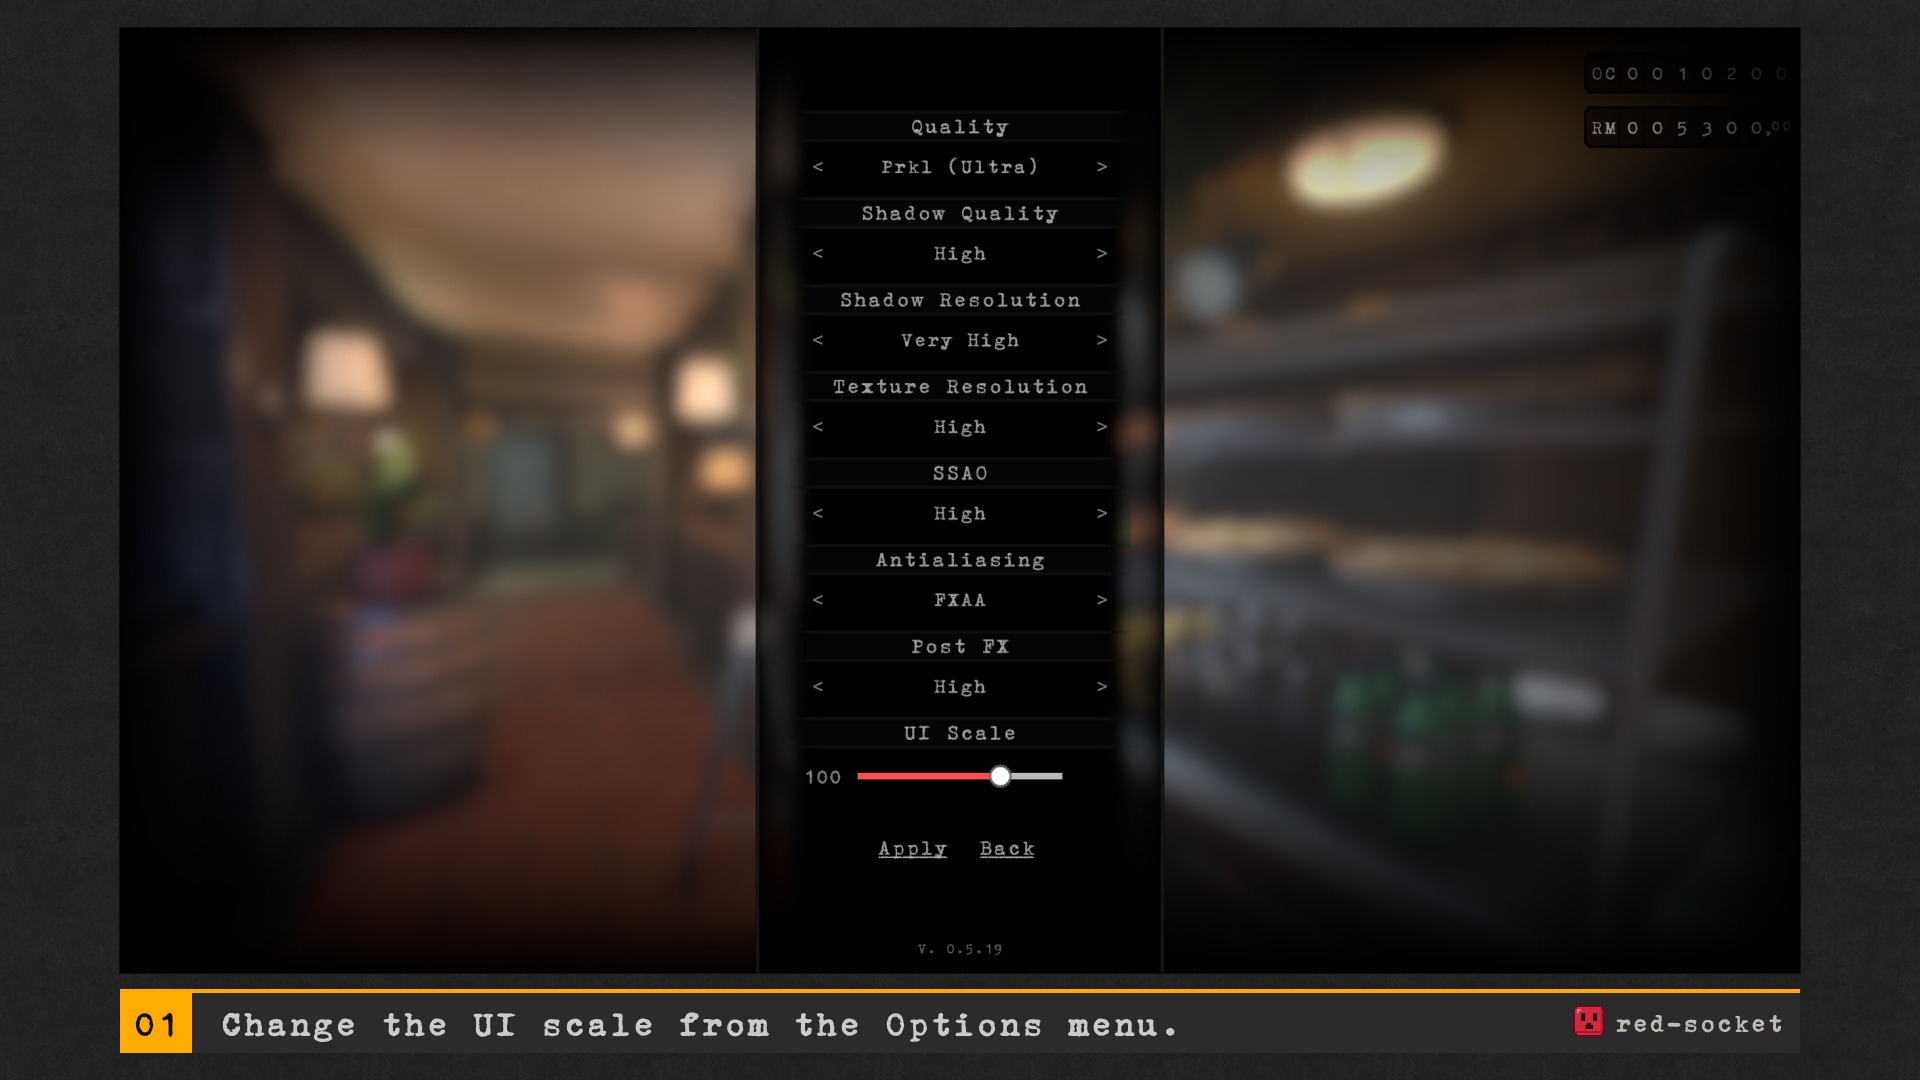 OC 0 0 1 0 2 0 0
RM 0 0 5 3 0 0,00
Quality
< Prkl (Ultra) >
Shadow Quality
< High >
Shadow Resolution
< Very High >
Texture Resolution
< High >
SSAO
< High >
Antialiasing
< FXAA >
Post FX
< High >
UI Scale
100
Apply Back
V. 0.5.19
01 Change the UI scale from the Options menu.
red-socket